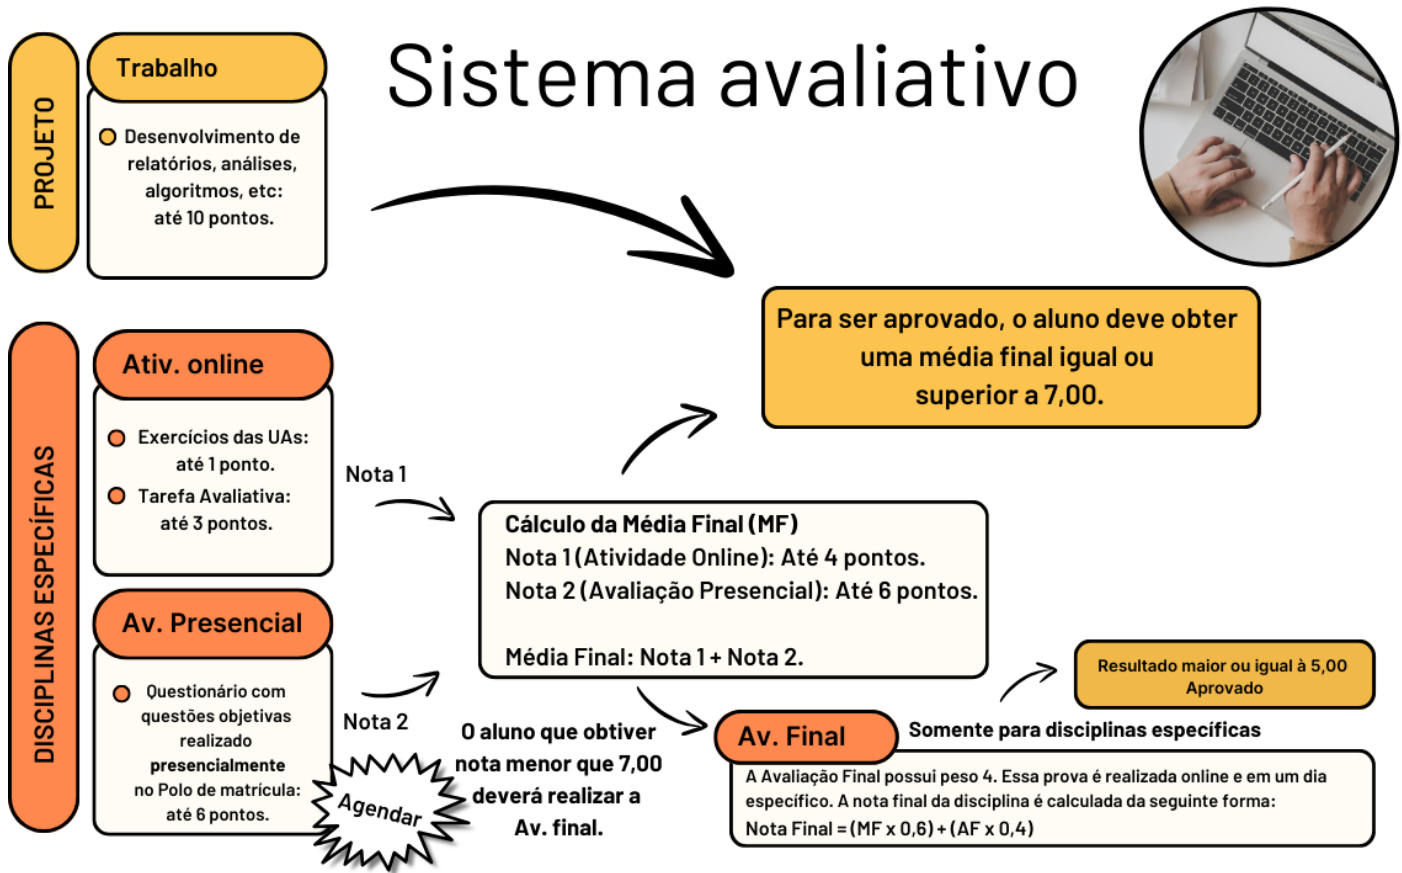 Sistema avaliativo
PROJETO
Trabalho
Desenvolvimento de
relatórios, análises,
algoritmos, etc:
até 10 pontos.
Para ser aprovado, o aluno deve obter
uma média final igual ou
superior a 7,00.
DISCIPLINAS ESPECÍFICAS
Ativ. online
Exercícios das UAs:
até 1 ponto.
Tarefa Avaliativa:
até 3 pontos.
Nota 1
Av. Presencial
Questionário com
questões objetivas
realizado
presencialmente
no Polo de matrícula:
até 6 pontos.
Nota 2
Agendar
Cálculo da Média Final (MF)
Nota 1 (Atividade Online): Até 4 pontos.
Nota 2 (Avaliação Presencial): Até 6 pontos.
Média Final: Nota 1 + Nota 2.
O aluno que obtiver
nota menor que 7,00
deverá realizar a
Av. final.
Av. Final
Somente para disciplinas específicas
Resultado maior ou igual à 5,00
Aprovado
A Avaliação Final possui peso 4. Essa prova é realizada online e em um dia
específico. A nota final da disciplina é calculada da seguinte forma:
Nota Final = (MF x 0,6) + (AF x 0,4)